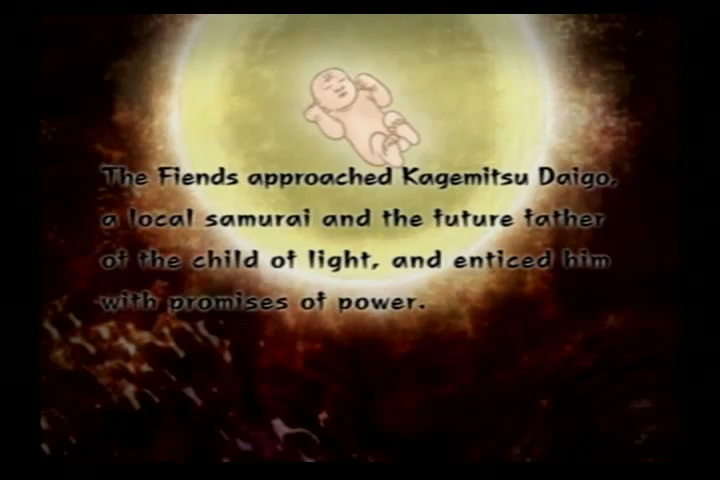 The Fiends approached Kagemitsu Daigo,
a local samurai and the future father
of the child of light, and enticed him
with promises of power.